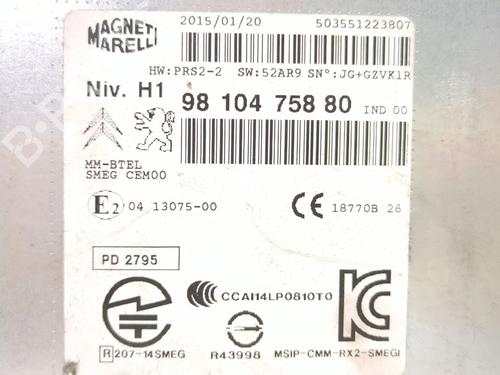 MAGNETI MARELLI
2015/01/20 503551223807
HW:PRS2-2 SW:52AR9 SN°:JG+GZVK1R
Niv. H1 98 104 758 80 IND 00
MM-BTEL
SMEG CEM00
E2 04 13075-00 CE 18770B 26
PD 2795
CCAI14LP0810T0
R 207-14SMEG R43998 MSIP-CMM-RX2-SMEGI